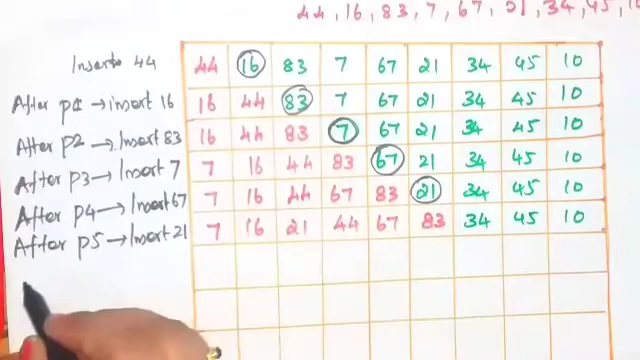 44, 16, 83, 7, 67, 21, 34, 45, 10
Insert 44 44 16 83 7 67 21 34 45 10
After P1 → insert 16 16 44 83 7 67 21 34 45 10
After P2 → Insert 83 16 44 83 7 67 21 34 45 10
After P3 → Insert 7 7 16 44 83 67 21 34 45 10
After P4 → Insert 67 7 16 44 67 83 21 34 45 10
After P5 → Insert 21 7 16 21 44 67 83 34 45 10